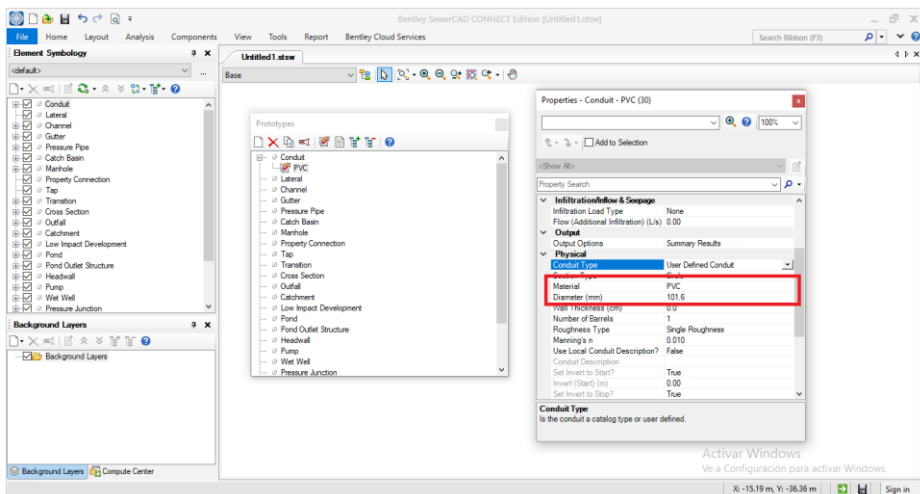 Bentley SewerCAD CONNECT Edition (Untitled1.stsw)
File Home Layout Analysis Components View Tools Report Bentley Cloud Services
Search Ribbon (F3)
Element Symbology
<default>
Conduit
Lateral
Channel
Gutter
Pressure Pipe
Catch Basin
Manhole
Property Connection
Tap
Transition
Cross Section
Outfall
Catchment
Low Impact Development
Pond
Pond Outlet Structure
Headwall
Pump
Wet Well
Pressure Junction
Background Layers
Background Layers
Background Layers Compute Center
Untitled1.stsw
Base
Prototypes
Conduit
PVC
Lateral
Channel
Gutter
Pressure Pipe
Catch Basin
Manhole
Property Connection
Tap
Transition
Cross Section
Outfall
Catchment
Low Impact Development
Pond
Pond Outlet Structure
Headwall
Pump
Wet Well
Pressure Junction
Properties - Conduit - PVC (30)
100%
Add to Selection
<Show All>
Property Search
Infiltration/Inflow & Seepage
Infiltration Load Type None
Flow (Additional Infiltration) (L/s) 0.00
Output
Output Options Summary Results
Physical
Conduit Type User Defined Conduit
Section Type Circle
Material PVC
Diameter (mm) 101.6
Wall Thickness (cm) 0.0
Number of Barrels 1
Roughness Type Single Roughness
Manning's n 0.010
Use Local Conduit Description? False
Conduit Description
Set Invert to Start? True
Invert (Start) (m) 0.00
Set Invert to Stop? True
Conduit Type
Is the conduit a catalog type or user defined.
Activar Windows
Ve a Configuración para activar Windows.
X: -15.19 m, Y: -36.36 m
Sign in